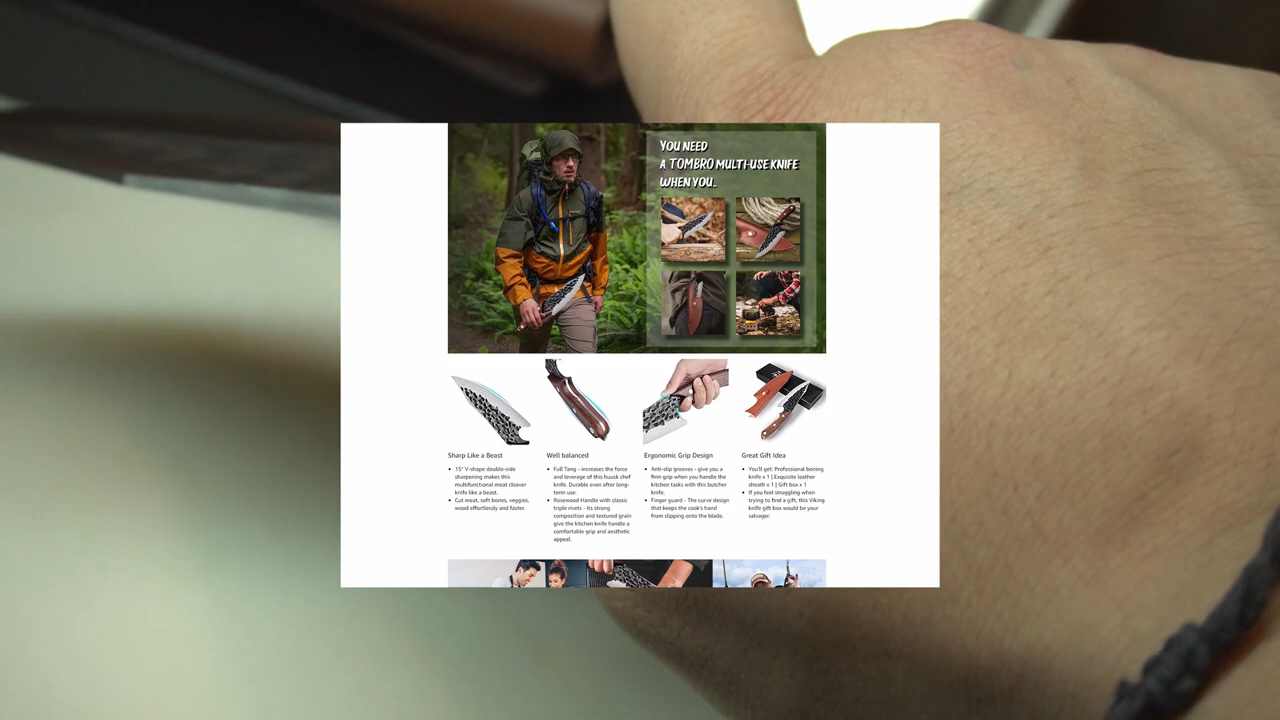 YOU NEED
A TOMBRO MULTI-USE KNIFE
WHEN YOU...
Sharp Like a Beast
• 15° V-shape double-side
sharpening makes this
multifunctional meat cleaver
knife like a beast.
• Cut meat, soft bones, veggies,
wood effortlessly and faster.
Well balanced
• Full Tang - increases the force
and leverage of this huusk chef
knife. Durable even after long-
term use.
• Rosewood Handle with classic
triple rivets - Its strong
composition and textured grain
give the kitchen knife handle a
comfortable grip and aesthetic
appeal.
Ergonomic Grip Design
• Anti-slip grooves - give you a
firm grip when you handle the
kitchen tasks with this butcher
knife.
• Finger guard - The curve design
that keeps the cook's hand
from slipping onto the blade.
Great Gift Idea
• You'll get: Professional boning
knife x 1 | Exquisite leather
sheath x 1 | Gift box x 1
• If you feel struggling when
trying to find a gift, this Viking
knife gift box would be your
salvager.